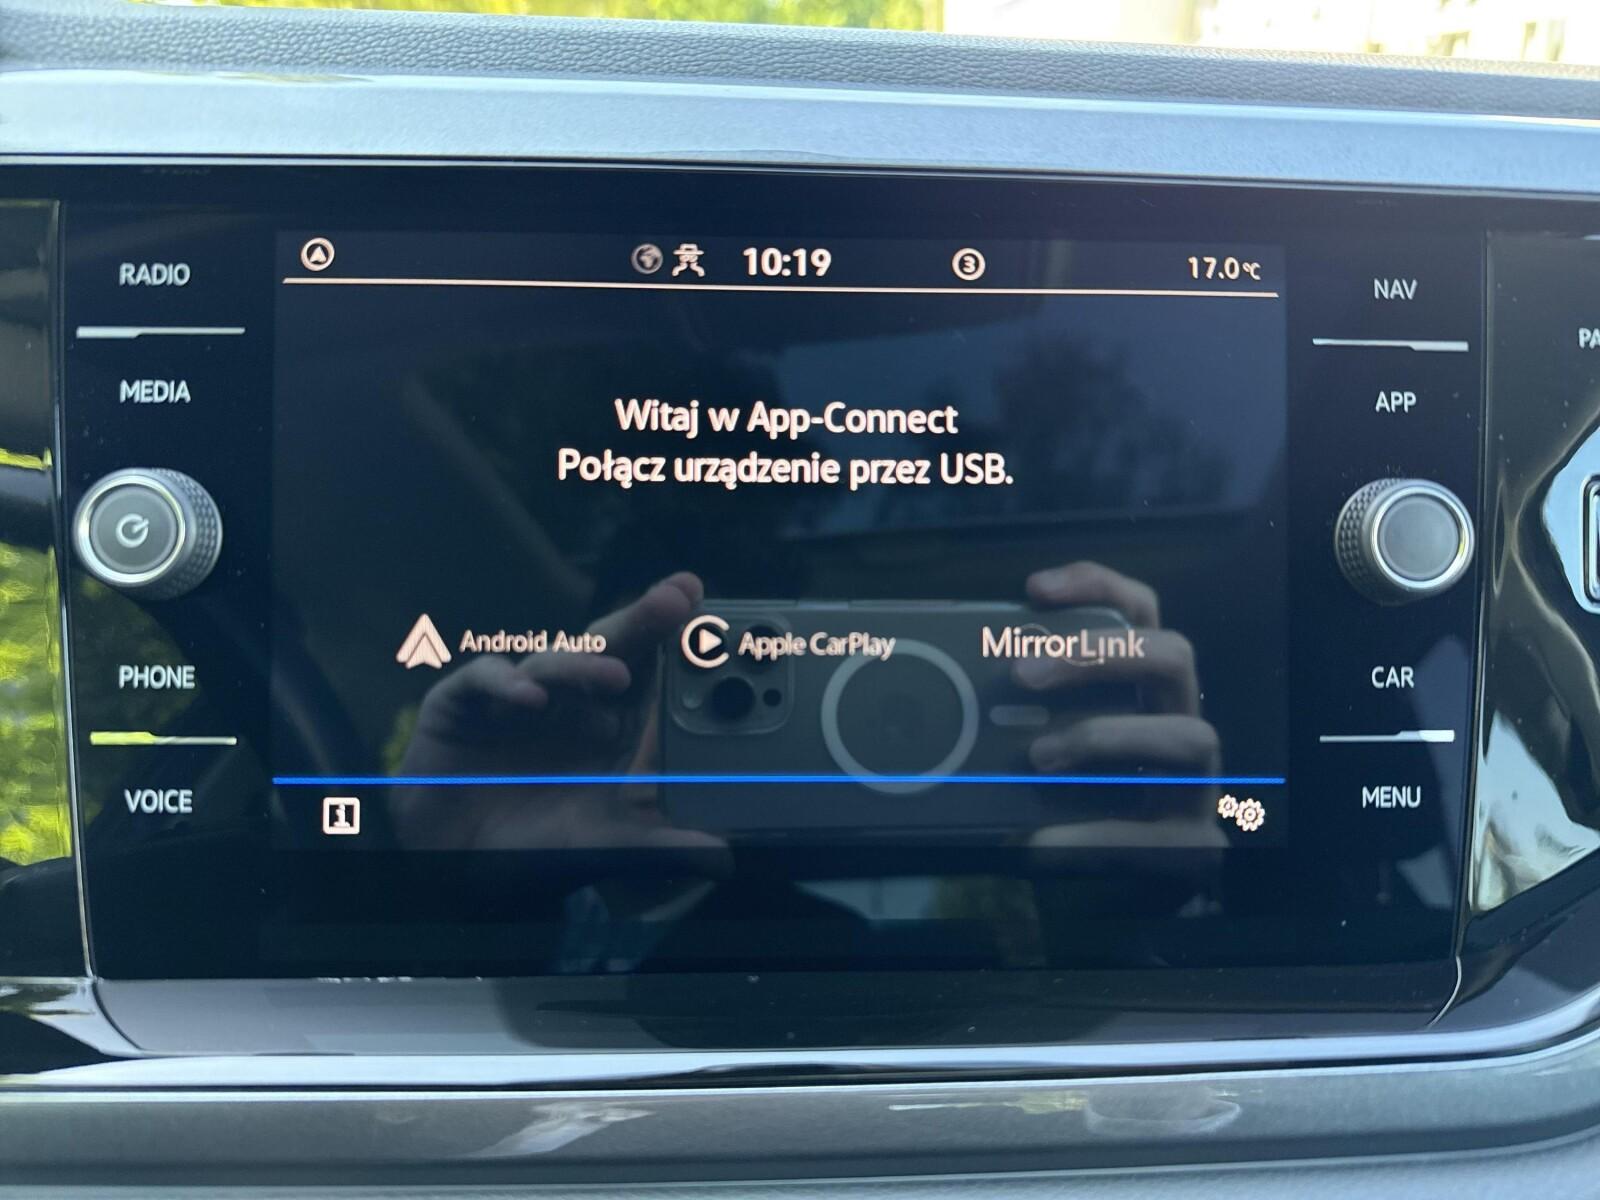 RADIO
MEDIA
PHONE
VOICE
10:19
3
17.0°C
Witaj w App-Connect
Połącz urządzenie przez USB.
Android Auto
Apple CarPlay
MirrorLink
i
NAV
APP
CAR
MENU